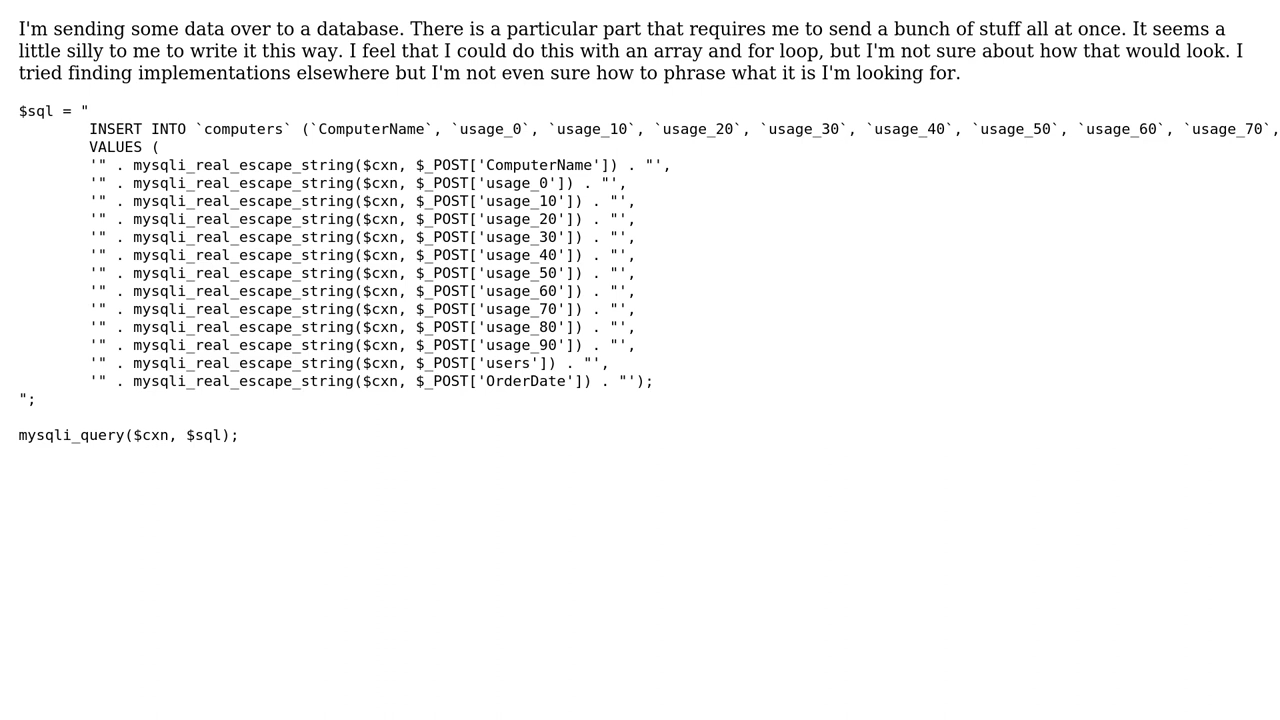 I'm sending some data over to a database. There is a particular part that requires me to send a bunch of stuff all at once. It seems a
little silly to me to write it this way. I feel that I could do this with an array and for loop, but I'm not sure about how that would look. I
tried finding implementations elsewhere but I'm not even sure how to phrase what it is I'm looking for.
$sql = "
INSERT INTO `computers` (`ComputerName`, `usage_0`, `usage_10`, `usage_20`, `usage_30`, `usage_40`, `usage_50`, `usage_60`, `usage_70`,
VALUES (
'" . mysqli_real_escape_string($cxn, $_POST['ComputerName']) . "',
'" . mysqli_real_escape_string($cxn, $_POST['usage_0']) . "',
'" . mysqli_real_escape_string($cxn, $_POST['usage_10']) . "',
'" . mysqli_real_escape_string($cxn, $_POST['usage_20']) . "',
'" . mysqli_real_escape_string($cxn, $_POST['usage_30']) . "',
'" . mysqli_real_escape_string($cxn, $_POST['usage_40']) . "',
'" . mysqli_real_escape_string($cxn, $_POST['usage_50']) . "',
'" . mysqli_real_escape_string($cxn, $_POST['usage_60']) . "',
'" . mysqli_real_escape_string($cxn, $_POST['usage_70']) . "',
'" . mysqli_real_escape_string($cxn, $_POST['usage_80']) . "',
'" . mysqli_real_escape_string($cxn, $_POST['usage_90']) . "',
'" . mysqli_real_escape_string($cxn, $_POST['users']) . "',
'" . mysqli_real_escape_string($cxn, $_POST['OrderDate']) . "');
";
mysqli_query($cxn, $sql);